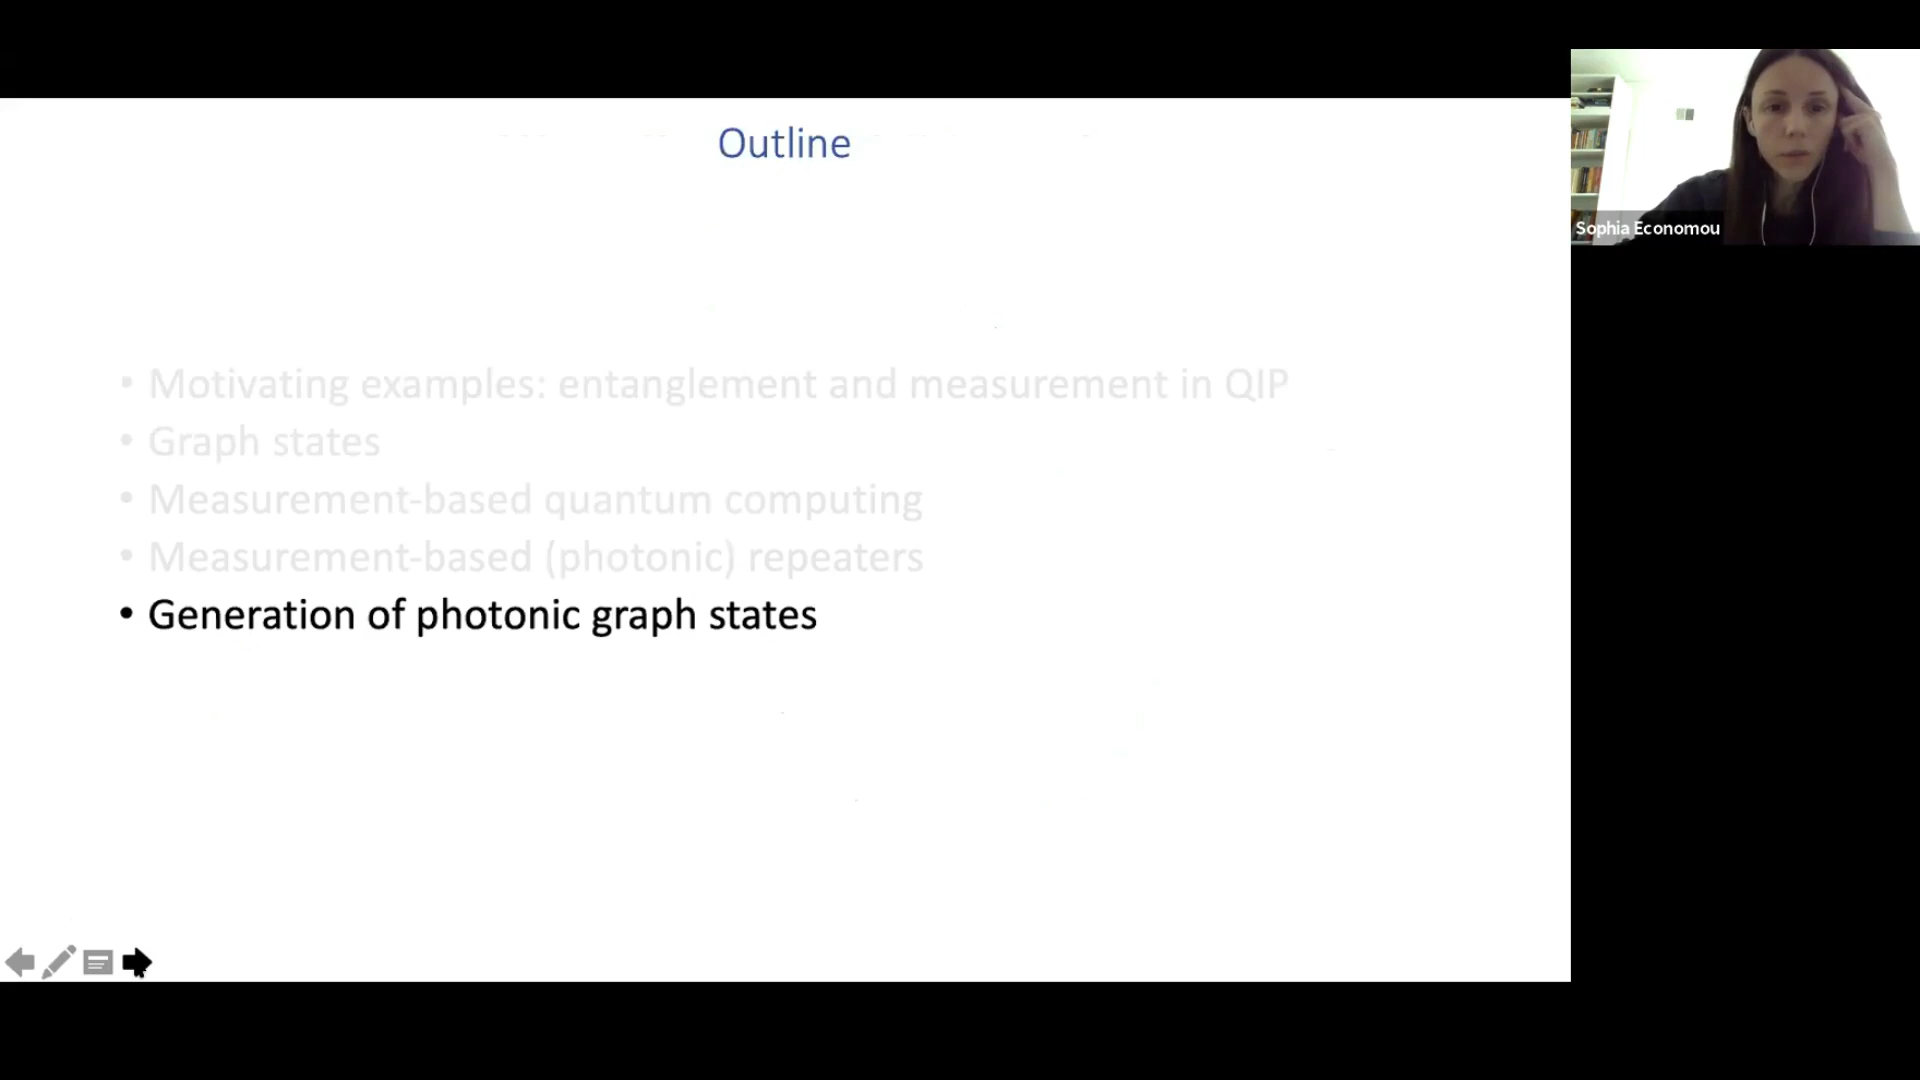 Outline
• Motivating examples: entanglement and measurement in QIP
• Graph states
• Measurement-based quantum computing
• Measurement-based (photonic) repeaters
• Generation of photonic graph states
Sophia Economou